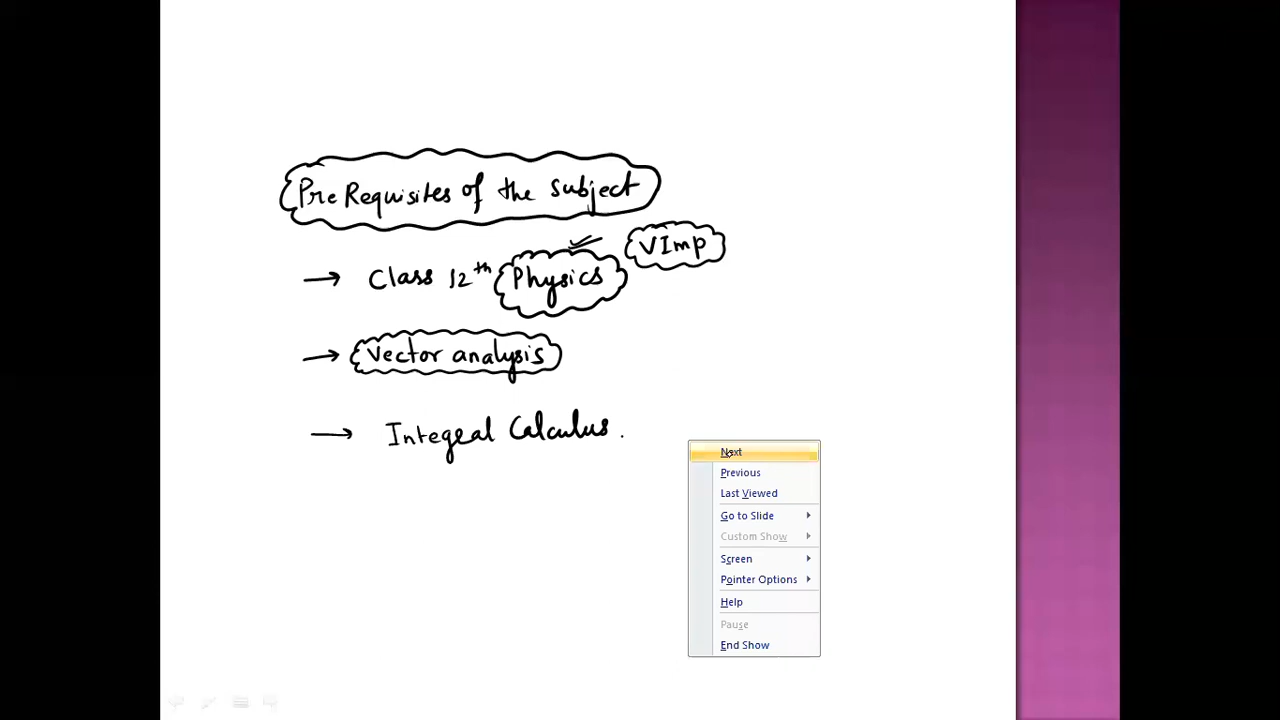 PreRequisites of the subject
VImp
→ Class 12th Physics
→ Vector analysis
→ Integral Calculus.
Next
Previous
Last Viewed
Go to Slide
Custom Show
Screen
Pointer Options
Help
Pause
End Show